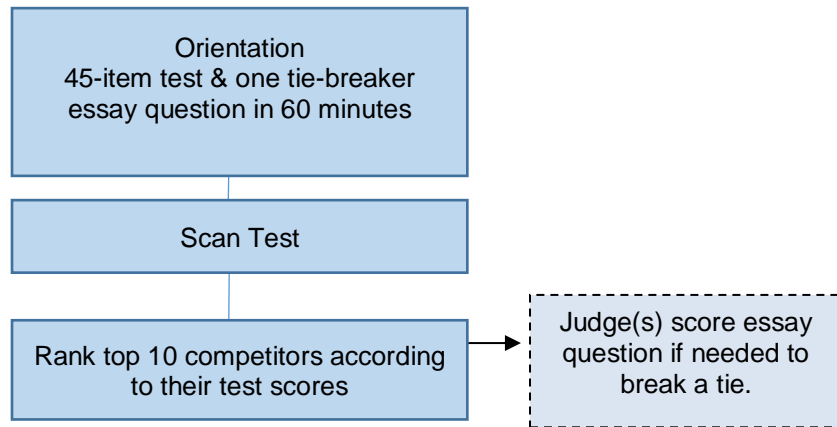 Orientation
45-item test & one tie-breaker
essay question in 60 minutes
Scan Test
Rank top 10 competitors according
to their test scores
Judge(s) score essay
question if needed to
break a tie.